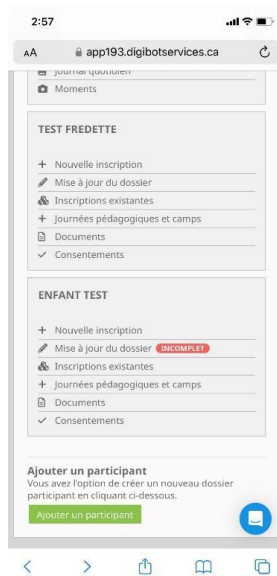 2:57
AA app193.digibotservices.ca
Journal quotidien
Moments
TEST FREDETTE
+ Nouvelle inscription
Mise à jour du dossier
Inscriptions existantes
+ Journées pédagogiques et camps
Documents
✓ Consentements
ENFANT TEST
+ Nouvelle inscription
Mise à jour du dossier INCOMPLET
Inscriptions existantes
+ Journées pédagogiques et camps
Documents
✓ Consentements
Ajouter un participant
Vous avez l'option de créer un nouveau dossier
participant en cliquant ci-dessous.
Ajouter un participant